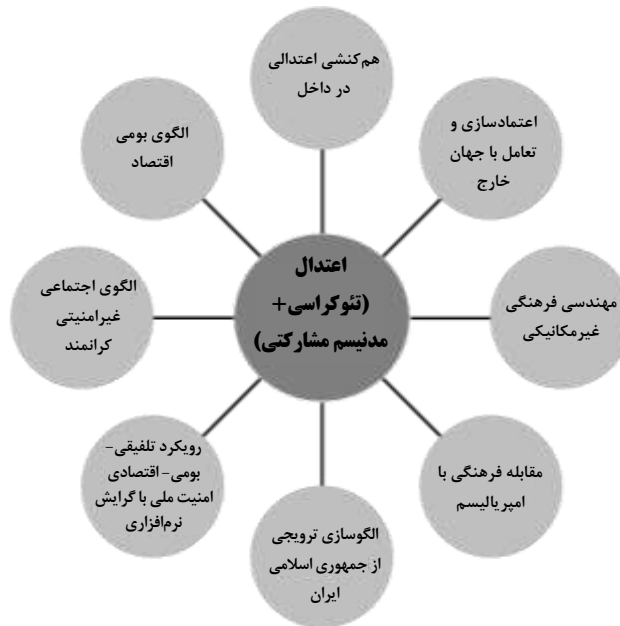 هم‌کنشی اعتدالی
در داخل
اعتمادسازی و
تعامل با جهان
خارج
مهندسی فرهنگی
غیرمکانیکی
مقابله فرهنگی با
امپریالیسم
الگوسازی ترویجی
از جمهوری اسلامی
ایران
رویکرد تلفیقی-
بومی- اقتصادی
امنیت ملی با گرایش
نرم‌افزاری
الگوی اجتماعی
غیرامنیتی
کرانمند
الگوی بومی
اقتصاد
اعتدال
(تئوکراسی+
مدنیسم مشارکتی)